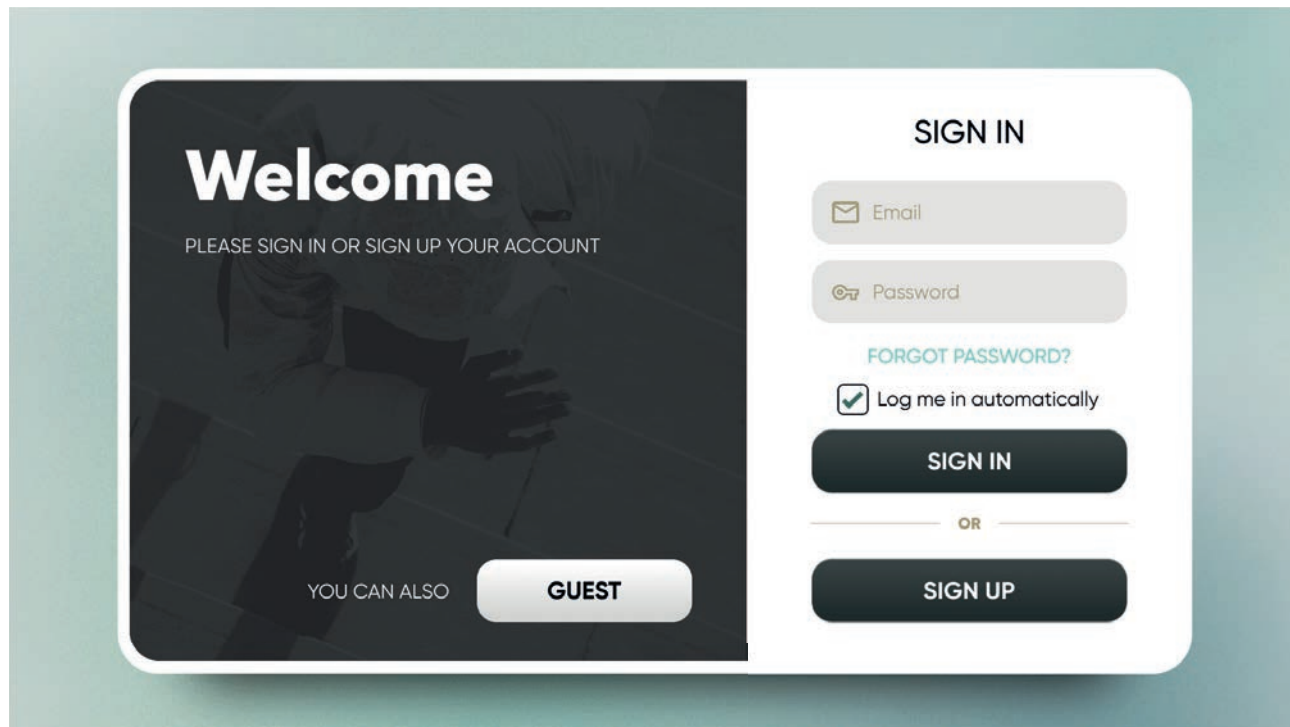 Welcome
PLEASE SIGN IN OR SIGN UP YOUR ACCOUNT
YOU CAN ALSO
GUEST
SIGN IN
Email
Password
FORGOT PASSWORD?
Log me in automatically
SIGN IN
OR
SIGN UP